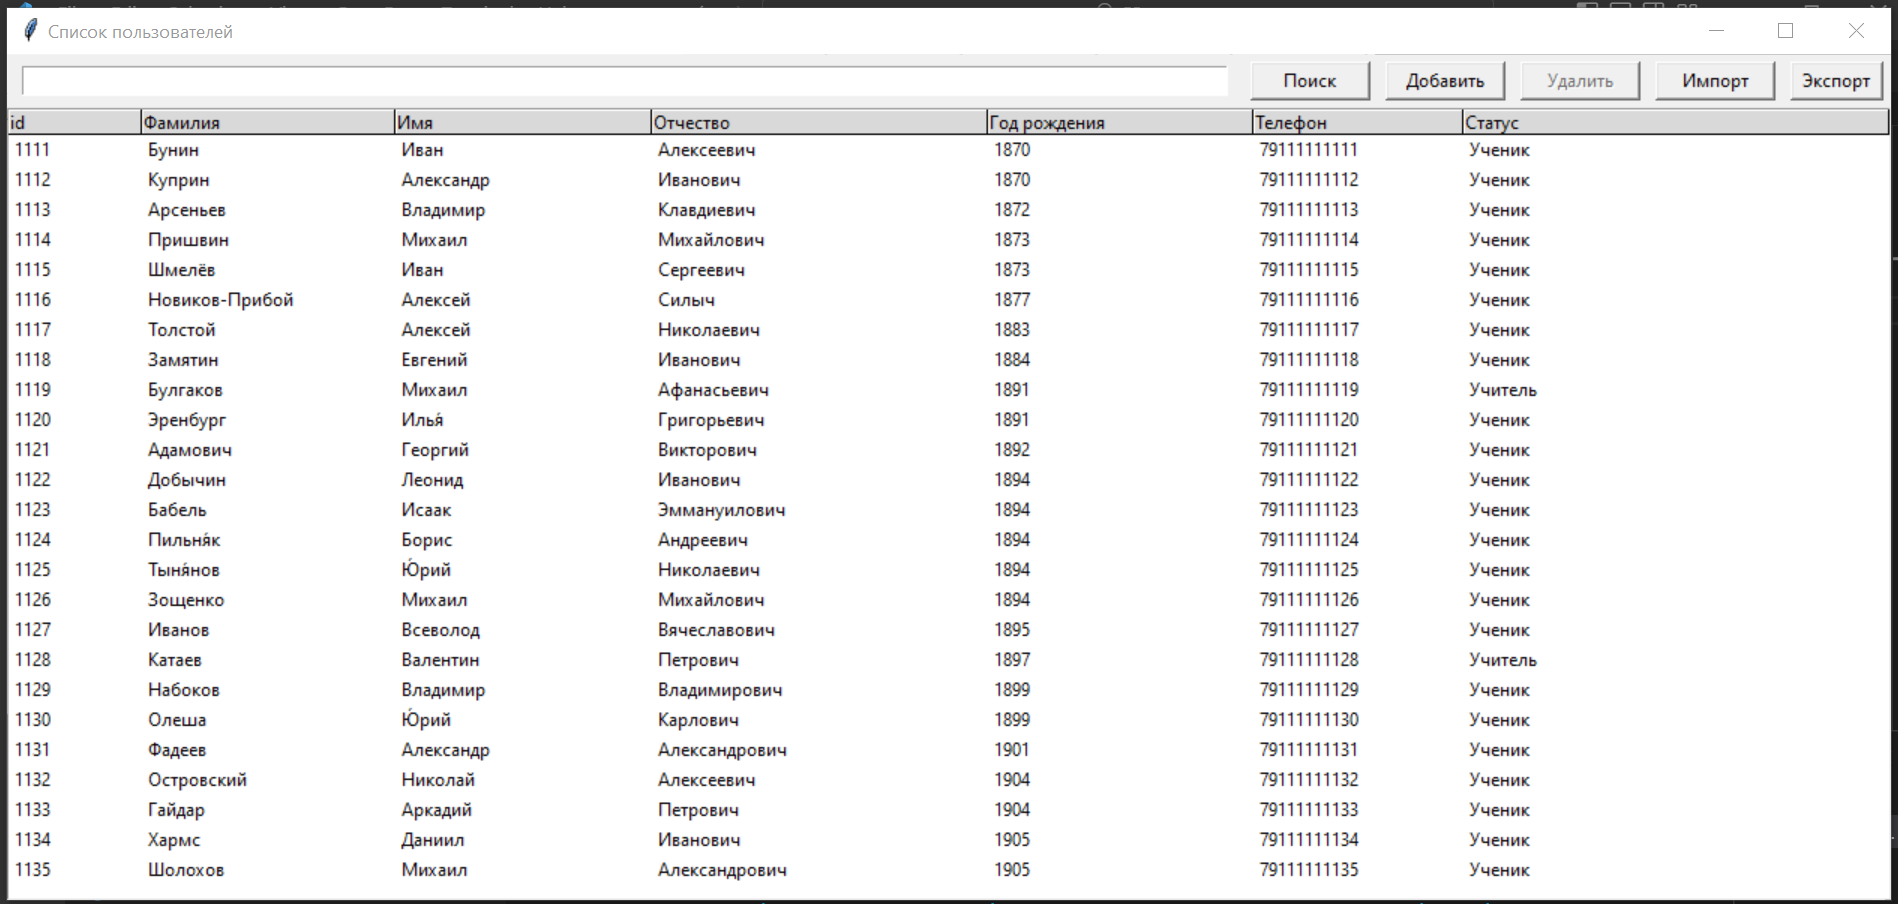 Список пользователей
Поиск Добавить Удалить Импорт Экспорт
id Фамилия Имя Отчество Год рождения Телефон Статус
1111 Бунин Иван Алексеевич 1870 79111111111 Ученик
1112 Куприн Александр Иванович 1870 79111111112 Ученик
1113 Арсеньев Владимир Клавдиевич 1872 79111111113 Ученик
1114 Пришвин Михаил Михайлович 1873 79111111114 Ученик
1115 Шмелёв Иван Сергеевич 1873 79111111115 Ученик
1116 Новиков-Прибой Алексей Силыч 1877 79111111116 Ученик
1117 Толстой Алексей Николаевич 1883 79111111117 Ученик
1118 Замятин Евгений Иванович 1884 79111111118 Ученик
1119 Булгаков Михаил Афанасьевич 1891 79111111119 Учитель
1120 Эренбург Илья́ Григорьевич 1891 79111111120 Ученик
1121 Адамович Георгий Викторович 1892 79111111121 Ученик
1122 Добычин Леонид Иванович 1894 79111111122 Ученик
1123 Бабель Исаак Эммануилович 1894 79111111123 Ученик
1124 Пильня́к Борис Андреевич 1894 79111111124 Ученик
1125 Тыня́нов Ю́рий Николаевич 1894 79111111125 Ученик
1126 Зощенко Михаил Михайлович 1894 79111111126 Ученик
1127 Иванов Всеволод Вячеславович 1895 79111111127 Ученик
1128 Катаев Валентин Петрович 1897 79111111128 Учитель
1129 Набоков Владимир Владимирович 1899 79111111129 Ученик
1130 Олеша Ю́рий Карлович 1899 79111111130 Ученик
1131 Фадеев Александр Александрович 1901 79111111131 Ученик
1132 Островский Николай Алексеевич 1904 79111111132 Ученик
1133 Гайдар Аркадий Петрович 1904 79111111133 Ученик
1134 Хармс Даниил Иванович 1905 79111111134 Ученик
1135 Шолохов Михаил Александрович 1905 79111111135 Ученик